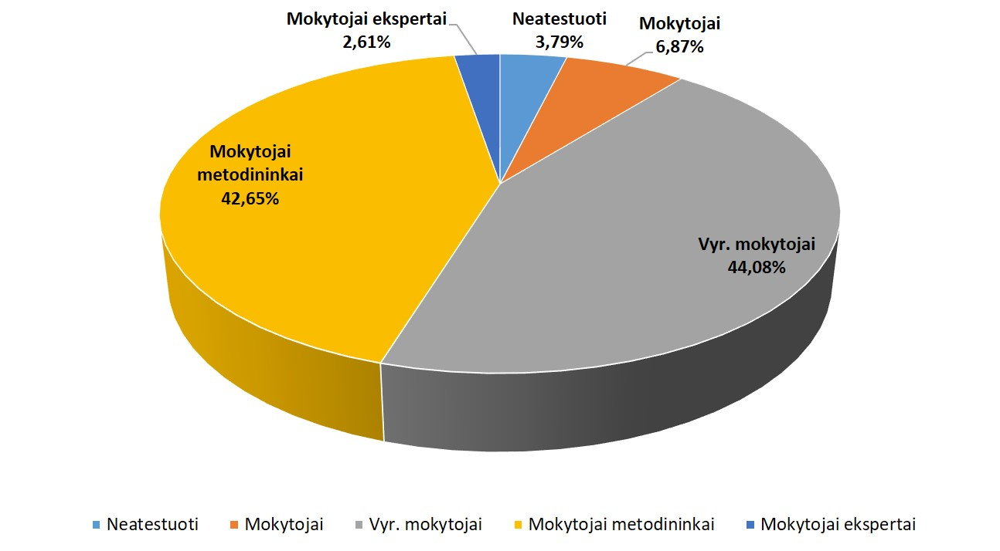 Mokytojai ekspertai
2,61%
Neatestuoti
3,79%
Mokytojai
6,87%
Mokytojai
metodininkai
42,65%
Vyr. mokytojai
44,08%
Neatestuoti
Mokytojai
Vyr. mokytojai
Mokytojai metodininkai
Mokytojai ekspertai